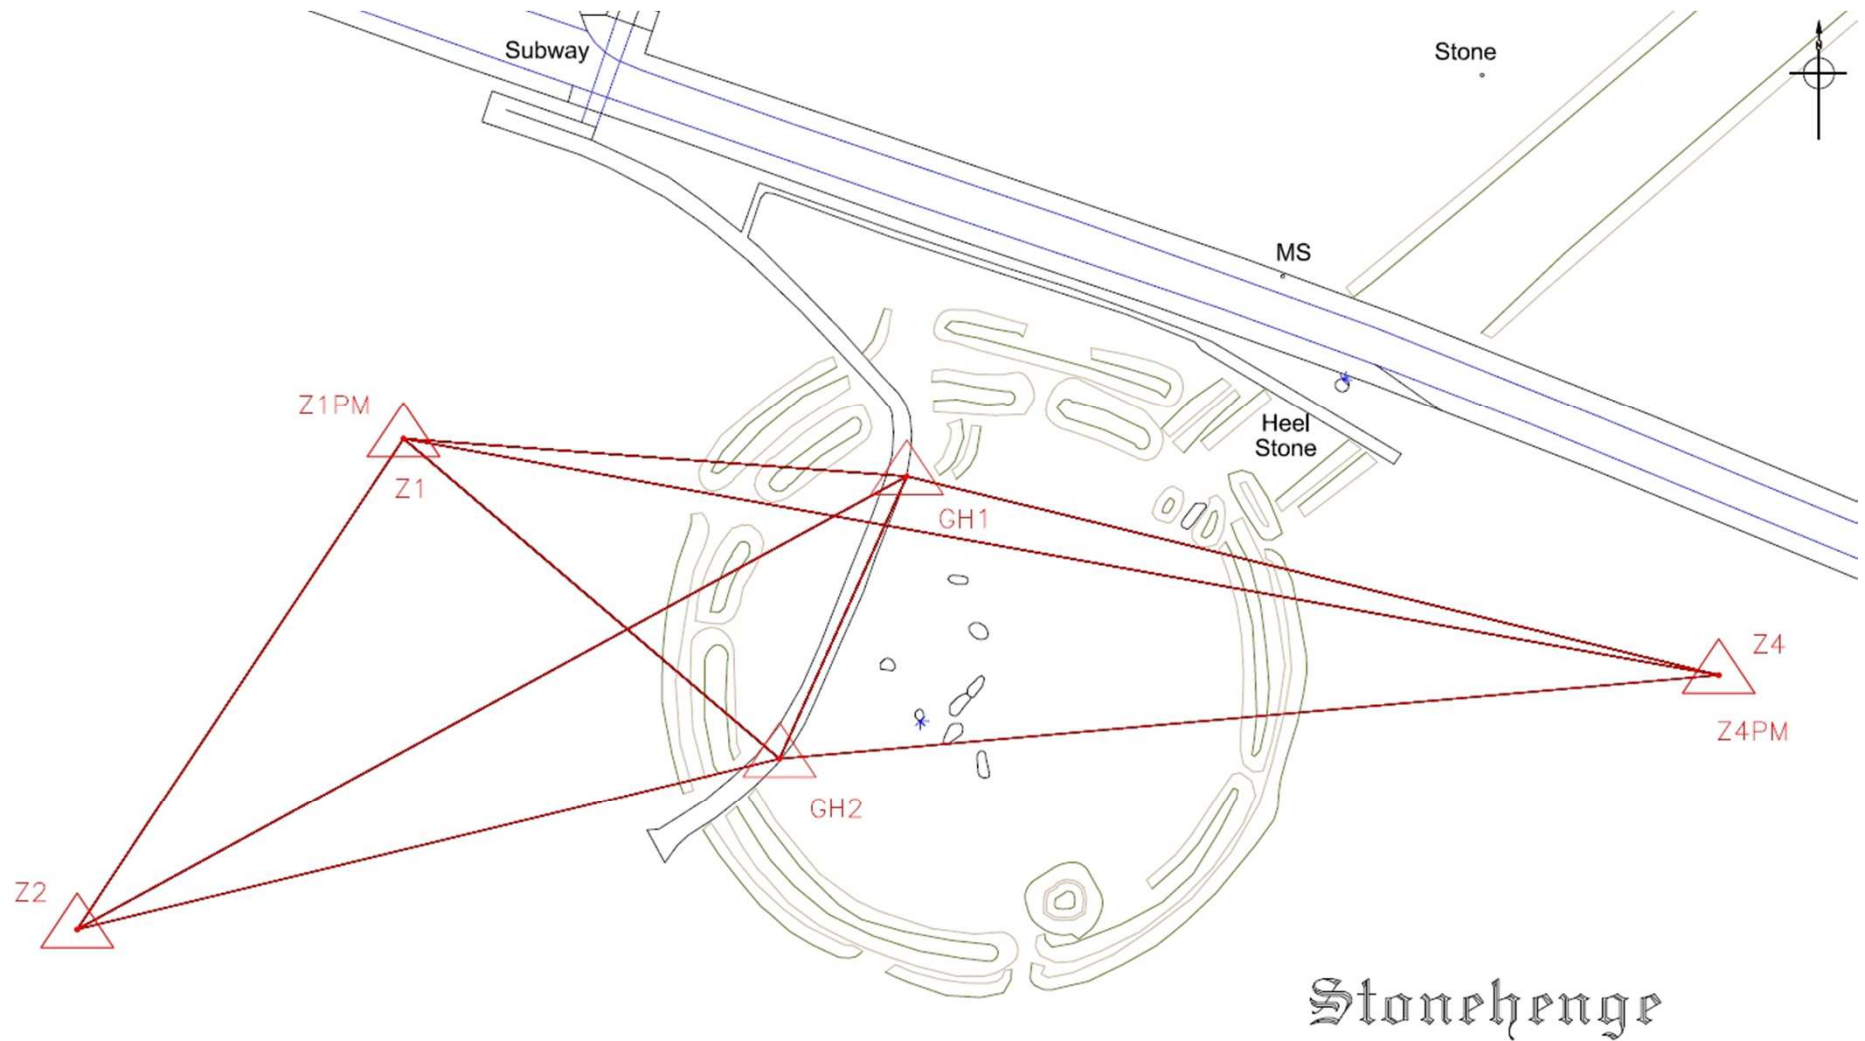 Subway
Stone
N
MS
Heel
Stone
Z1PM
Z1
GH1
Z4
Z4PM
GH2
Z2
Stonehenge